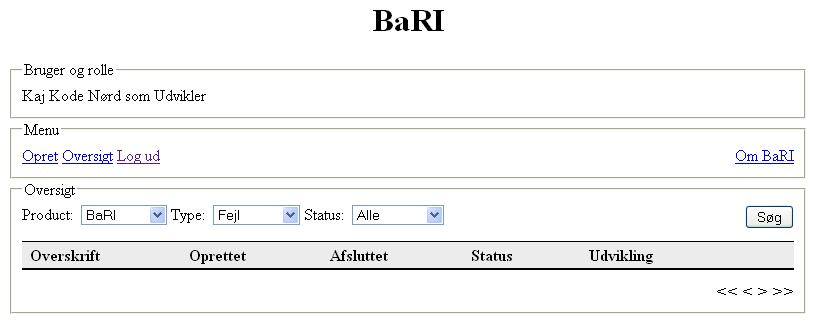 BaRI
Bruger og rolle
Kaj Kode Nørd som Udvikler
Menu
Opret Oversigt Log ud Om BaRI
Oversigt
Product: BaRI Type: Fejl Status: Alle Søg
Overskrift Oprettet Afsluttet Status Udvikling
<< < > >>